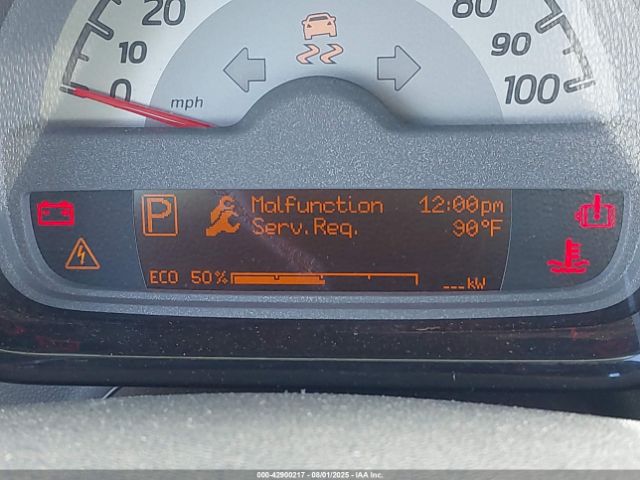 20
80
10
90
0
mph
100
P
Malfunction 12:00pm
Serv.Req. 90°F
ECO 50%
___kW
000-42900217 - 08/01/2025 - IAA Inc.